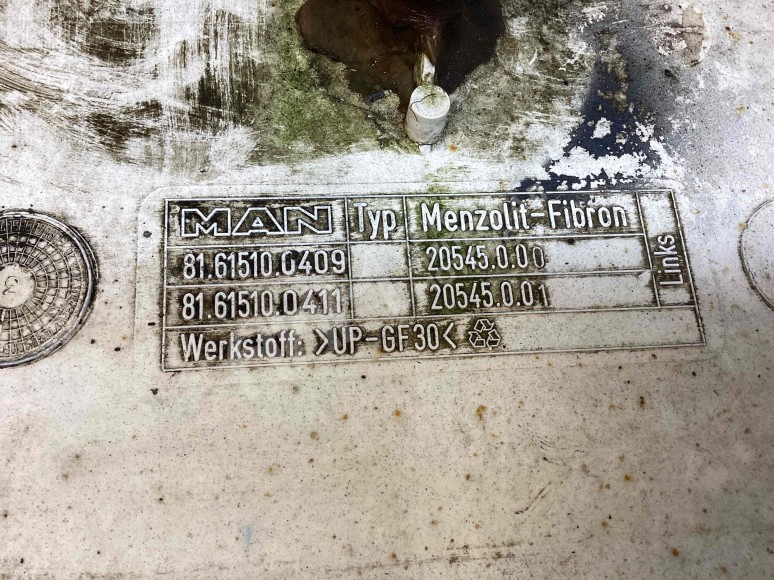 MAN Typ Menzolit-Fibron
81.61510.0409 20545.0.00
81.61510.0411 20545.0.01
Links
Werkstoff: >UP-GF30<